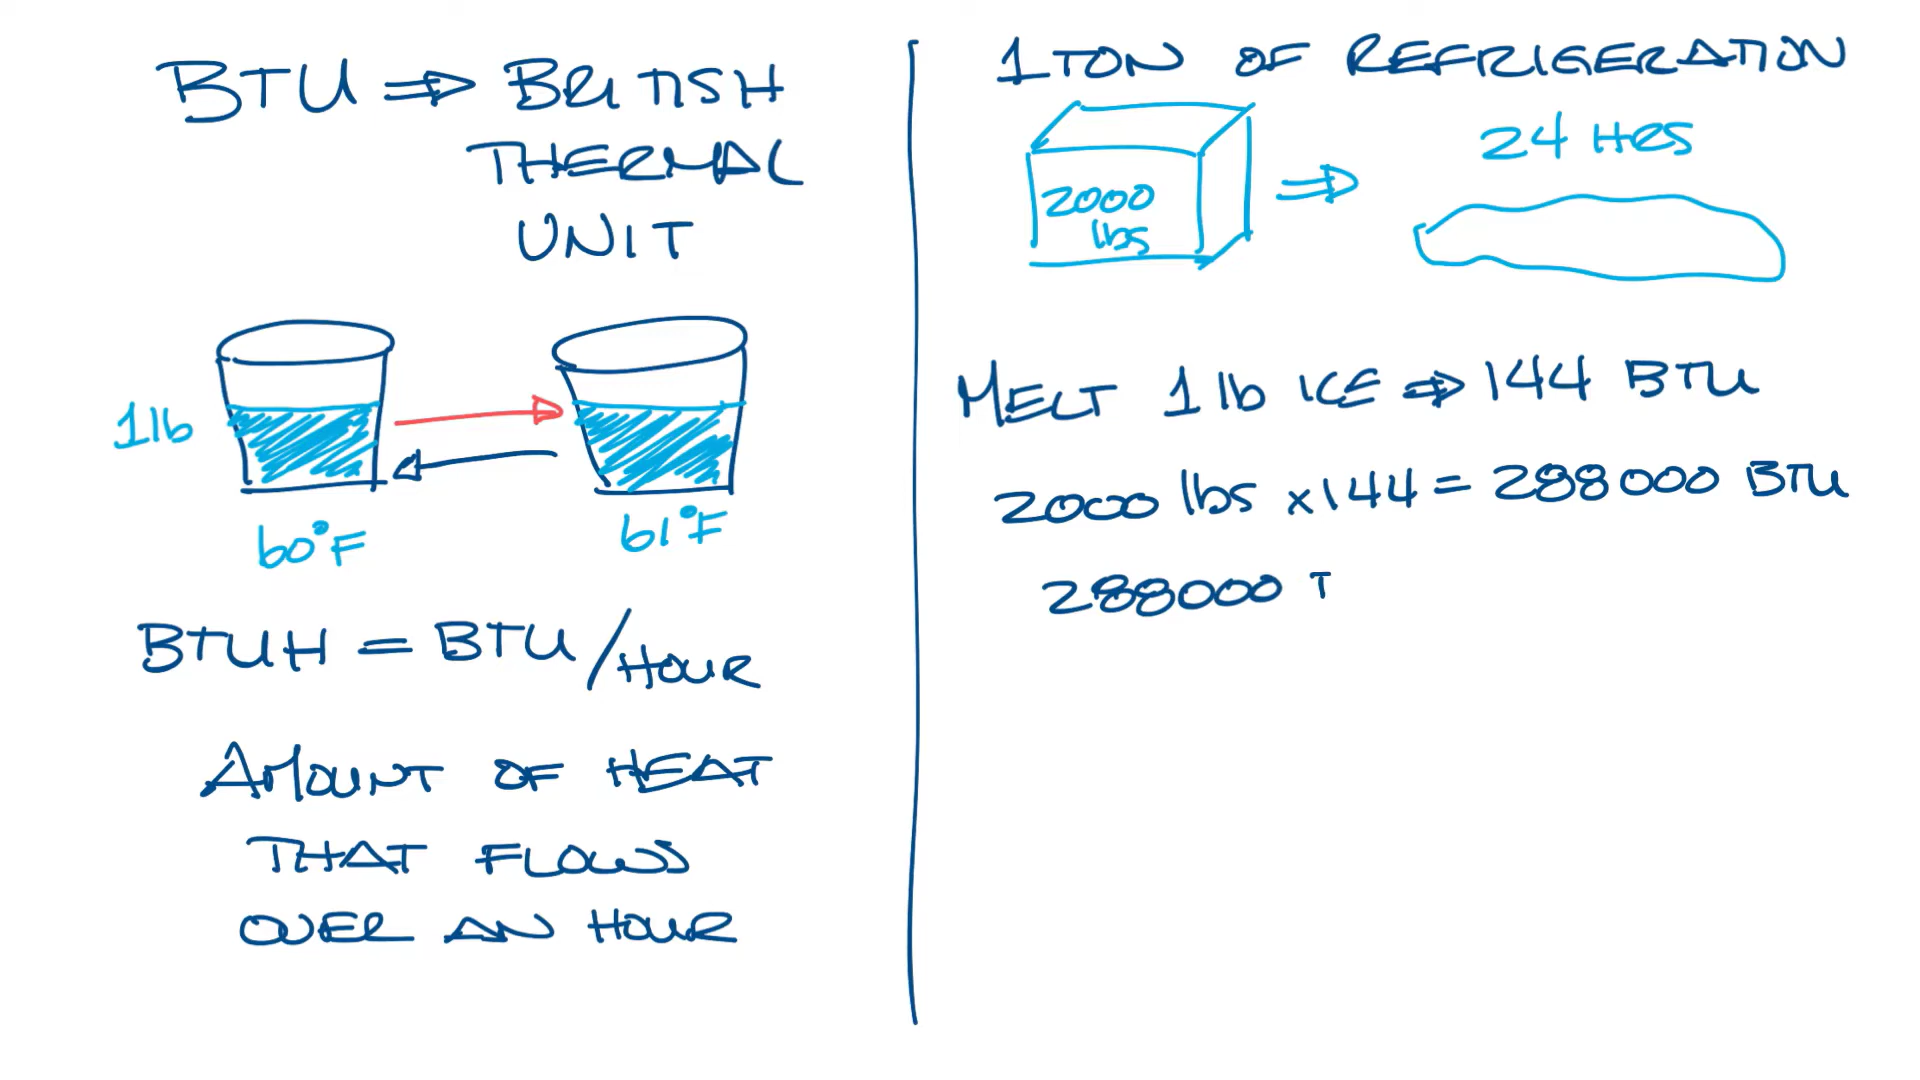 BTU ⇒ BRITISH
THERMAL
UNIT
1lb
60°F
61°F
BTUH = BTU/HOUR
AMOUNT OF HEAT
THAT FLOWS
OVER AN HOUR
1 TON OF REFRIGERATION
2000
lbs
⇒
24 HRS
MELT 1 lb ICE ⇒ 144 BTU
2000 lbs x 144 = 288000 BTU
288000